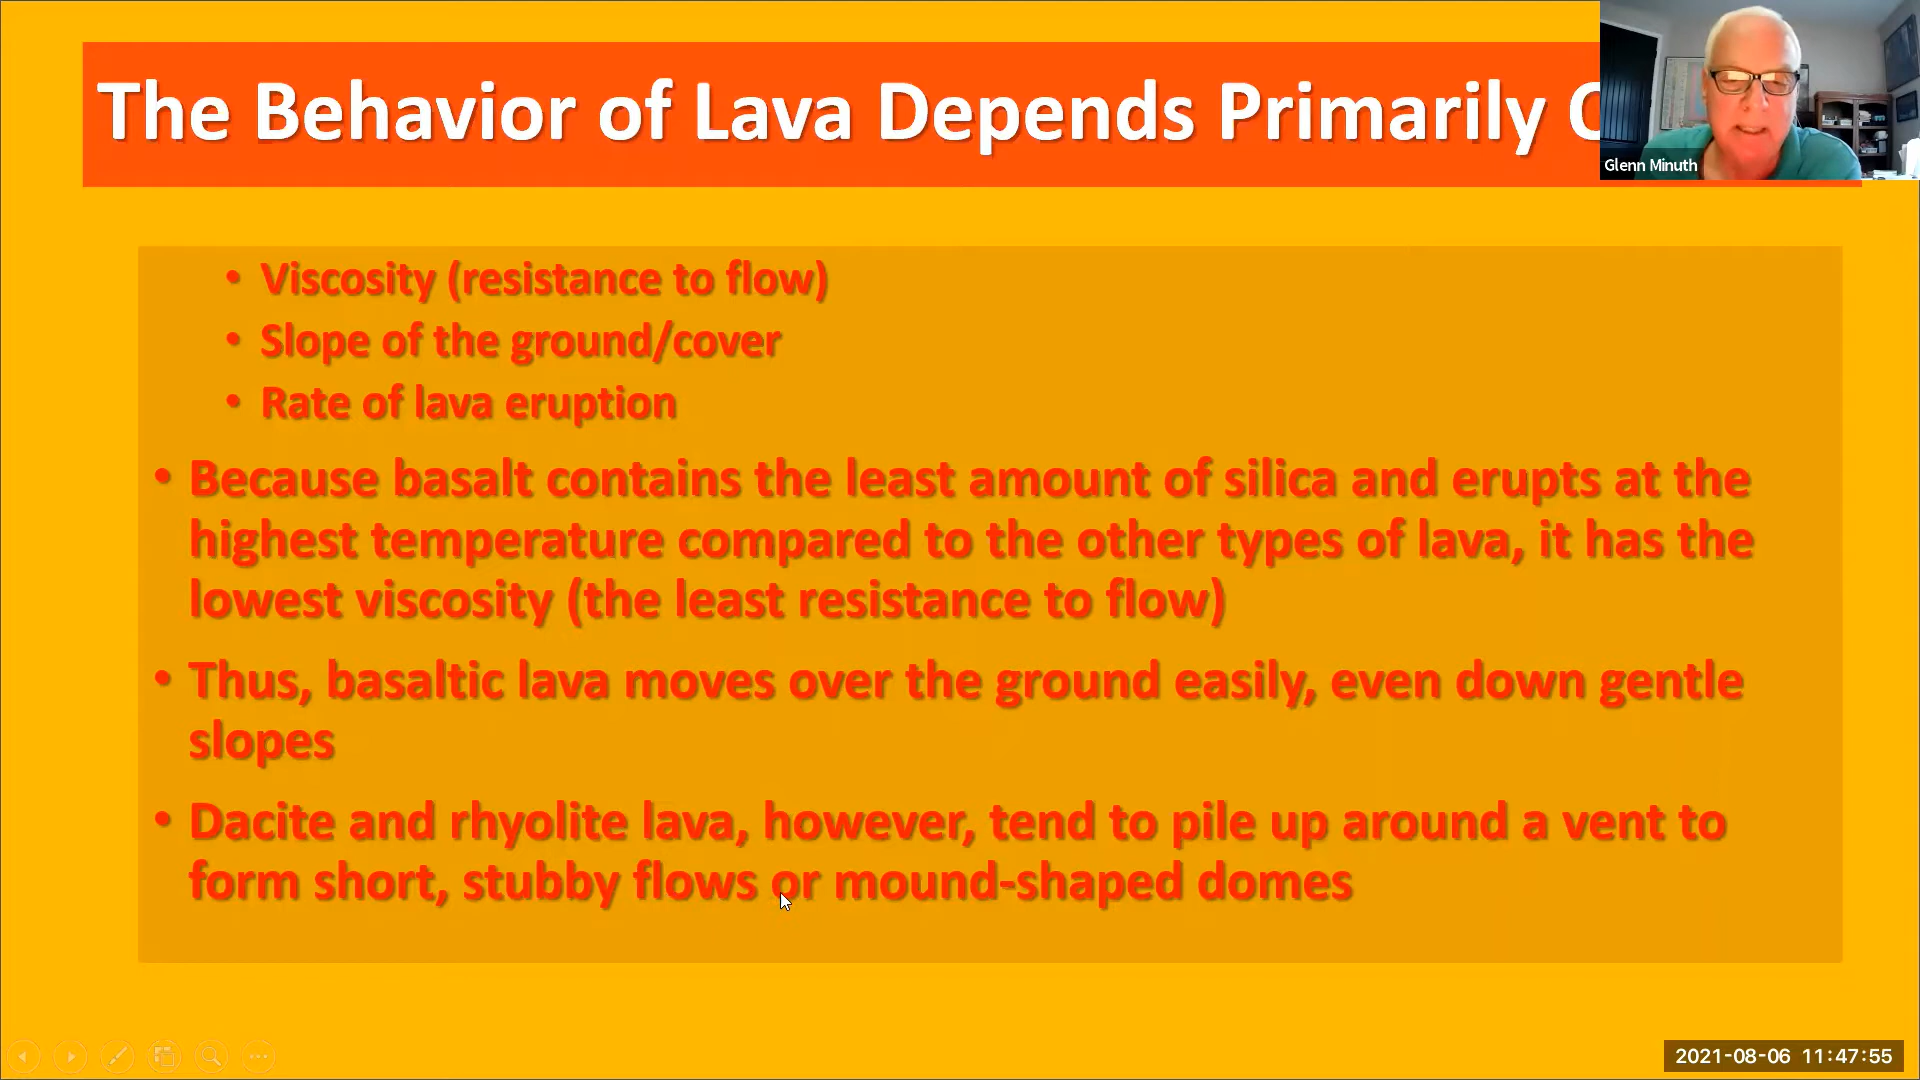 The Behavior of Lava Depends Primarily
Glenn Minuth
• Viscosity (resistance to flow)
• Slope of the ground/cover
• Rate of lava eruption
• Because basalt contains the least amount of silica and erupts at the
highest temperature compared to the other types of lava, it has the
lowest viscosity (the least resistance to flow)
• Thus, basaltic lava moves over the ground easily, even down gentle
slopes
• Dacite and rhyolite lava, however, tend to pile up around a vent to
form short, stubby flows or mound-shaped domes
2021-08-06 11:47:55